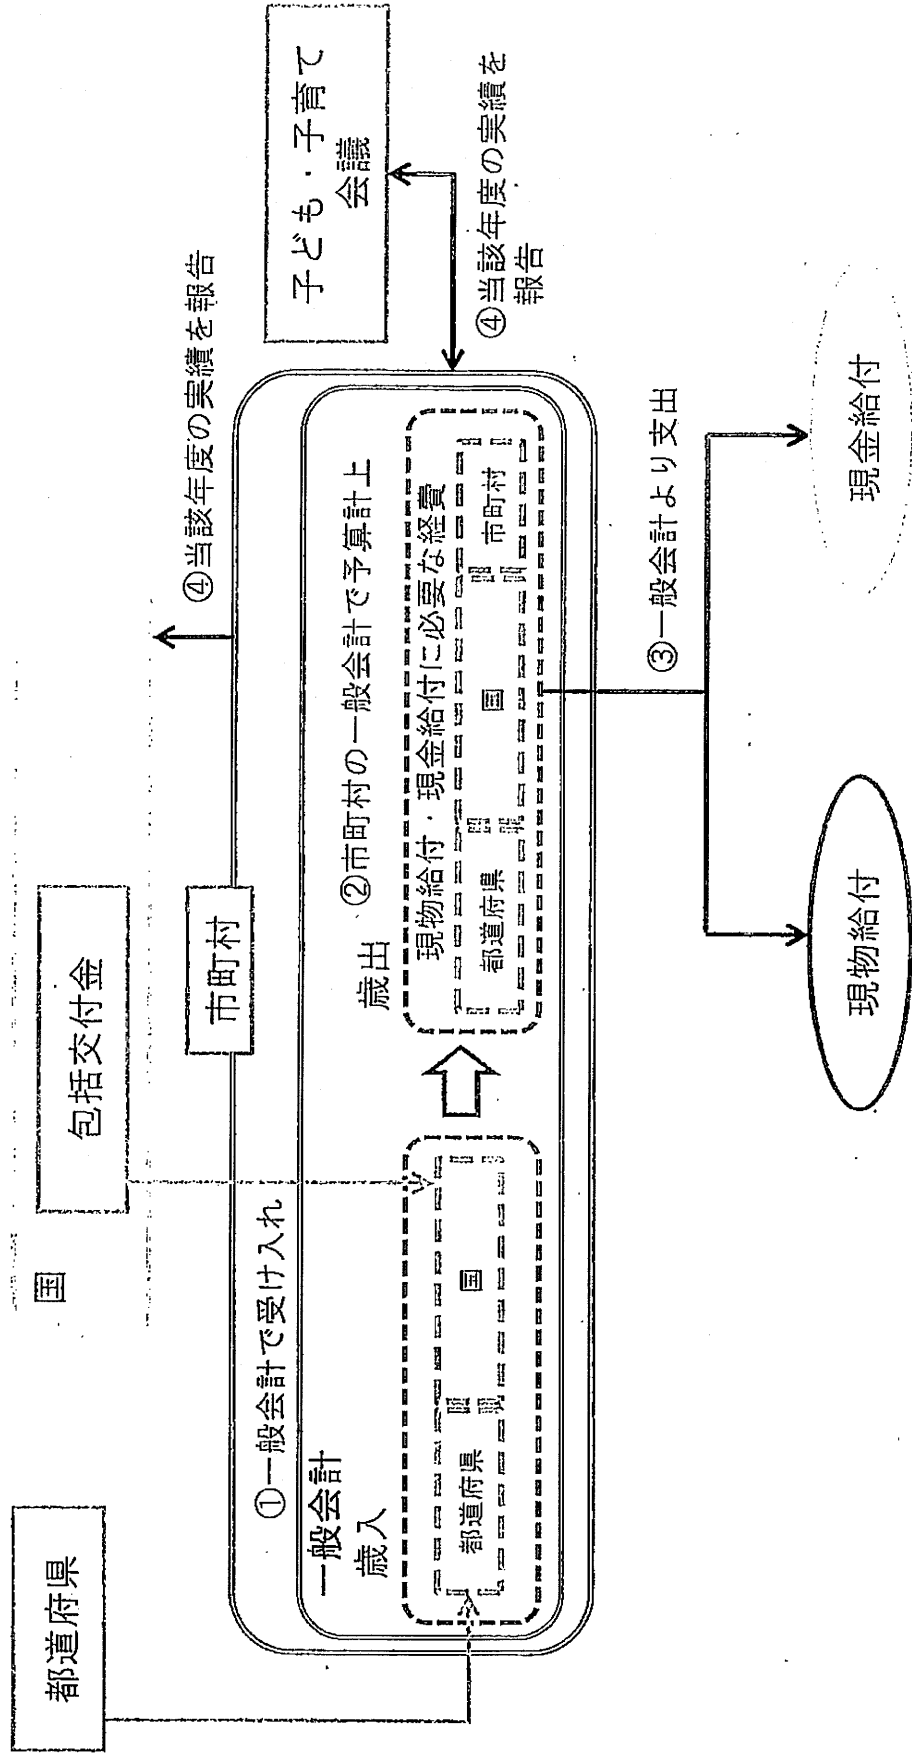 都道府県
国
包括交付金
④当該年度の実績を報告
子ども・子育て
会議
④当該年度の実績を
報告
市町村
①一般会計で受け入れ
一般会計
歳入
都道府県
国
歳出
②市町村の一般会計で予算計上
現物給付・現金給付に必要な経費
都道府県
国
市町村
③一般会計より支出
現物給付
現金給付